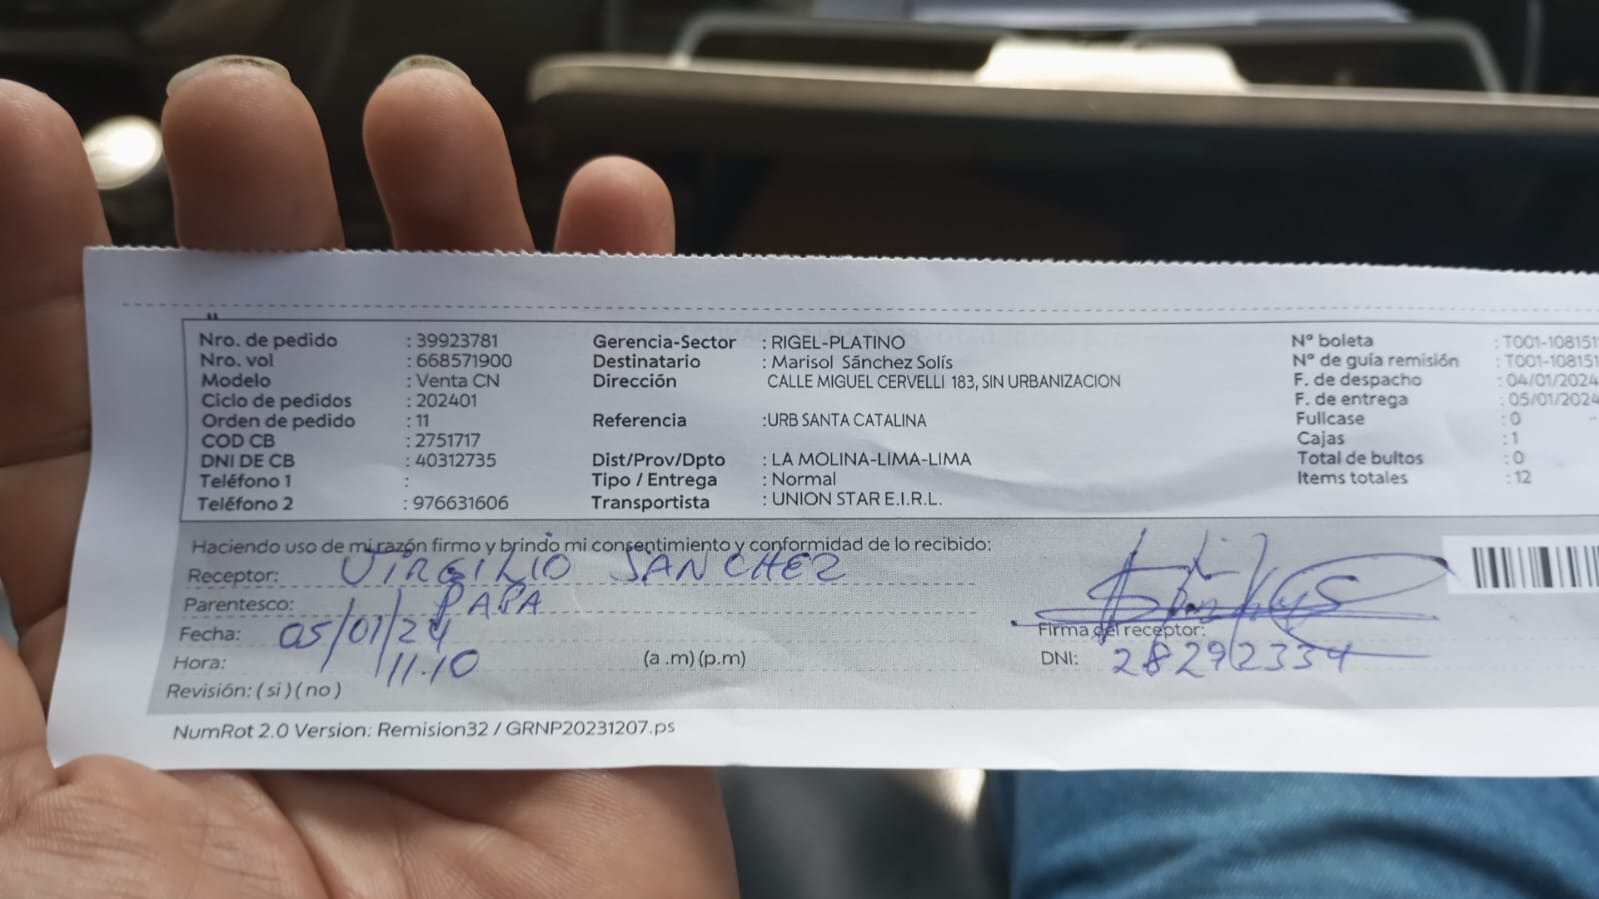 Nro. de pedido : 39923781 Gerencia-Sector : RIGEL-PLATINO N° boleta : T001-108151
Nro. vol : 668571900 Destinatario : Marisol Sánchez Solís N° de guía remisión : T001-10815
Modelo : Venta CN Dirección CALLE MIGUEL CERVELLI 183, SIN URBANIZACION F. de despacho : 04/01/2024
Ciclo de pedidos : 202401 F. de entrega : 05/01/2024
Orden de pedido : 11 Referencia :URB SANTA CATALINA Fullcase : 0
COD CB : 2751717 Cajas : 1
DNI DE CB : 40312735 Dist/Prov/Dpto : LA MOLINA-LIMA-LIMA Total de bultos : 0
Teléfono 1 : Tipo / Entrega : Normal Items totales : 12
Teléfono 2 : 976631606 Transportista : UNION STAR E.I.R.L.
Haciendo uso de mi razón firmo y brindo mi consentimiento y conformidad de lo recibido:
Receptor: VIRGILIO SANCHEZ
Parentesco: PAPA
Fecha: 05/01/24 Firma del receptor:
Hora: 11.10 (a .m) (p.m) DNI: 28292334
Revisión: ( si ) ( no )
NumRot 2.0 Version: Remision32 / GRNP20231207.ps